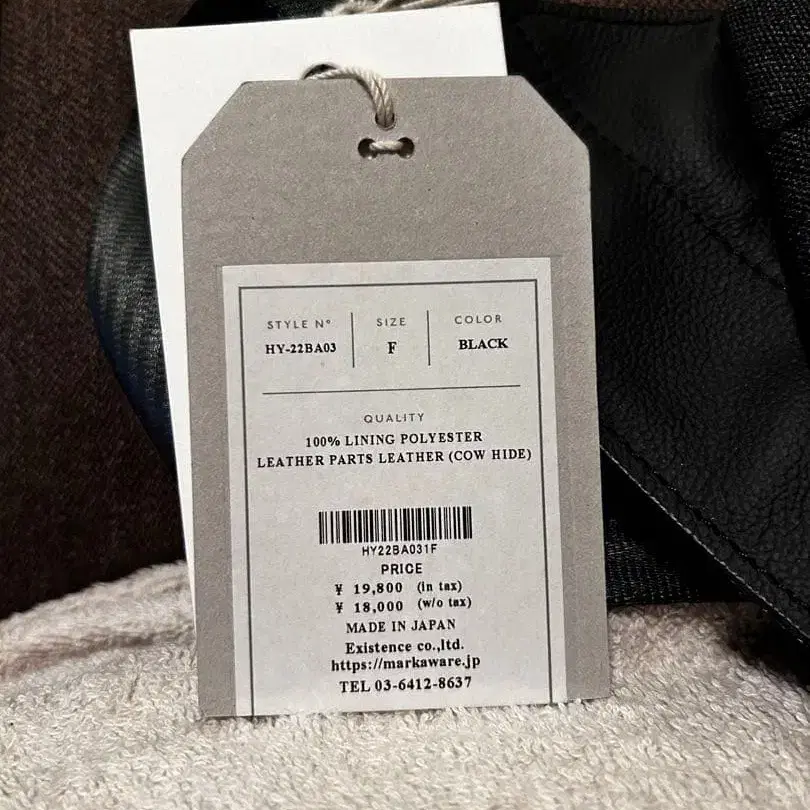 STYLE Nº SIZE COLOR
HY-22BA03 F BLACK
QUALITY
100% LINING POLYESTER
LEATHER PARTS LEATHER (COW HIDE)
HY22BA031F
PRICE
¥ 19,800 (in tax)
¥ 18,000 (w/o tax)
MADE IN JAPAN
Existence co.,ltd.
https://markaware.jp
TEL 03-6412-8637